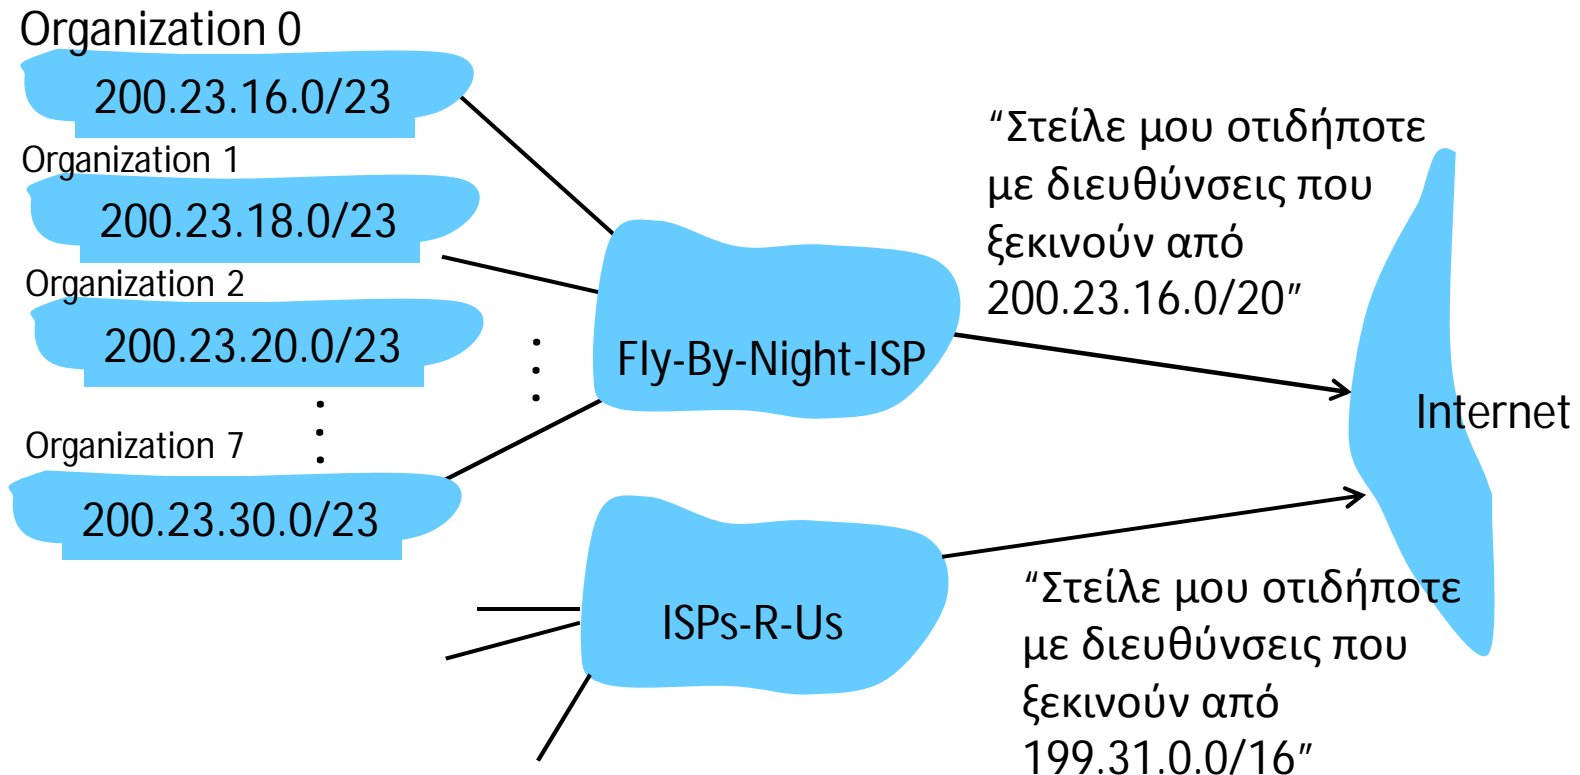 Organization 0
200.23.16.0/23
Organization 1
200.23.18.0/23
Organization 2
200.23.20.0/23
Organization 7
200.23.30.0/23
Fly-By-Night-ISP
“Στείλε μου οτιδήποτε
με διευθύνσεις που
ξεκινούν από
200.23.16.0/20”
Internet
ISPs-R-Us
“Στείλε μου οτιδήποτε
με διευθύνσεις που
ξεκινούν από
199.31.0.0/16”